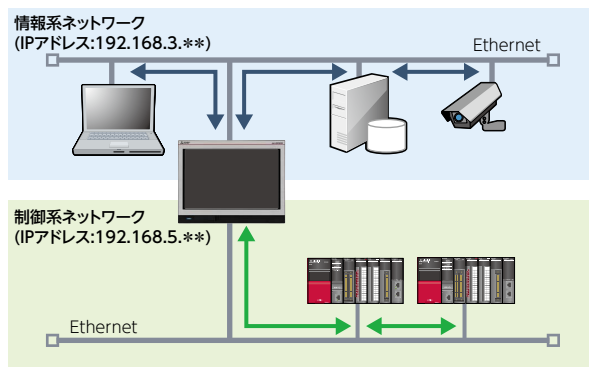 情報系ネットワーク
(IPアドレス:192.168.3.＊＊)
Ethernet
制御系ネットワーク
(IPアドレス:192.168.5.＊＊)
Ethernet